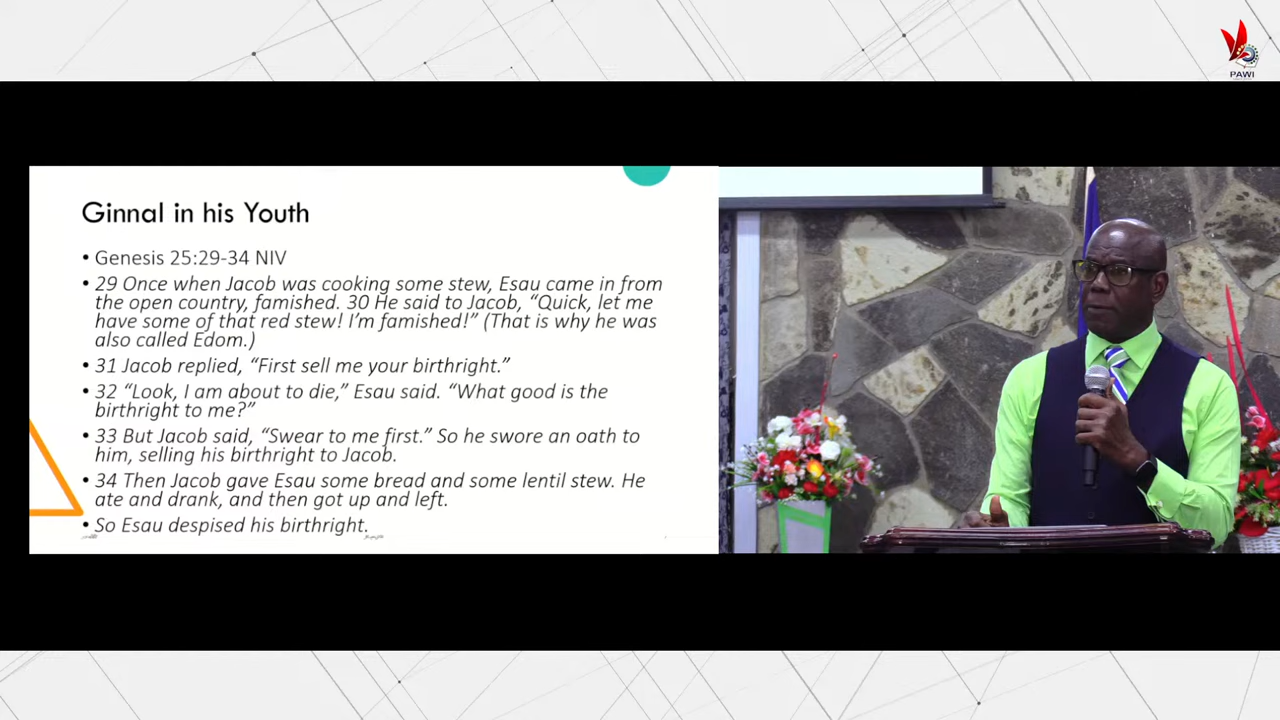 PAWI
Ginnal in his Youth
• Genesis 25:29-34 NIV
• 29 Once when Jacob was cooking some stew, Esau came in from
the open country, famished. 30 He said to Jacob, “Quick, let me
have some of that red stew! I’m famished!” (That is why he was
also called Edom.)
• 31 Jacob replied, “First sell me your birthright.”
• 32 “Look, I am about to die,” Esau said. “What good is the
birthright to me?”
• 33 But Jacob said, “Swear to me first.” So he swore an oath to
him, selling his birthright to Jacob.
• 34 Then Jacob gave Esau some bread and some lentil stew. He
ate and drank, and then got up and left.
• So Esau despised his birthright.